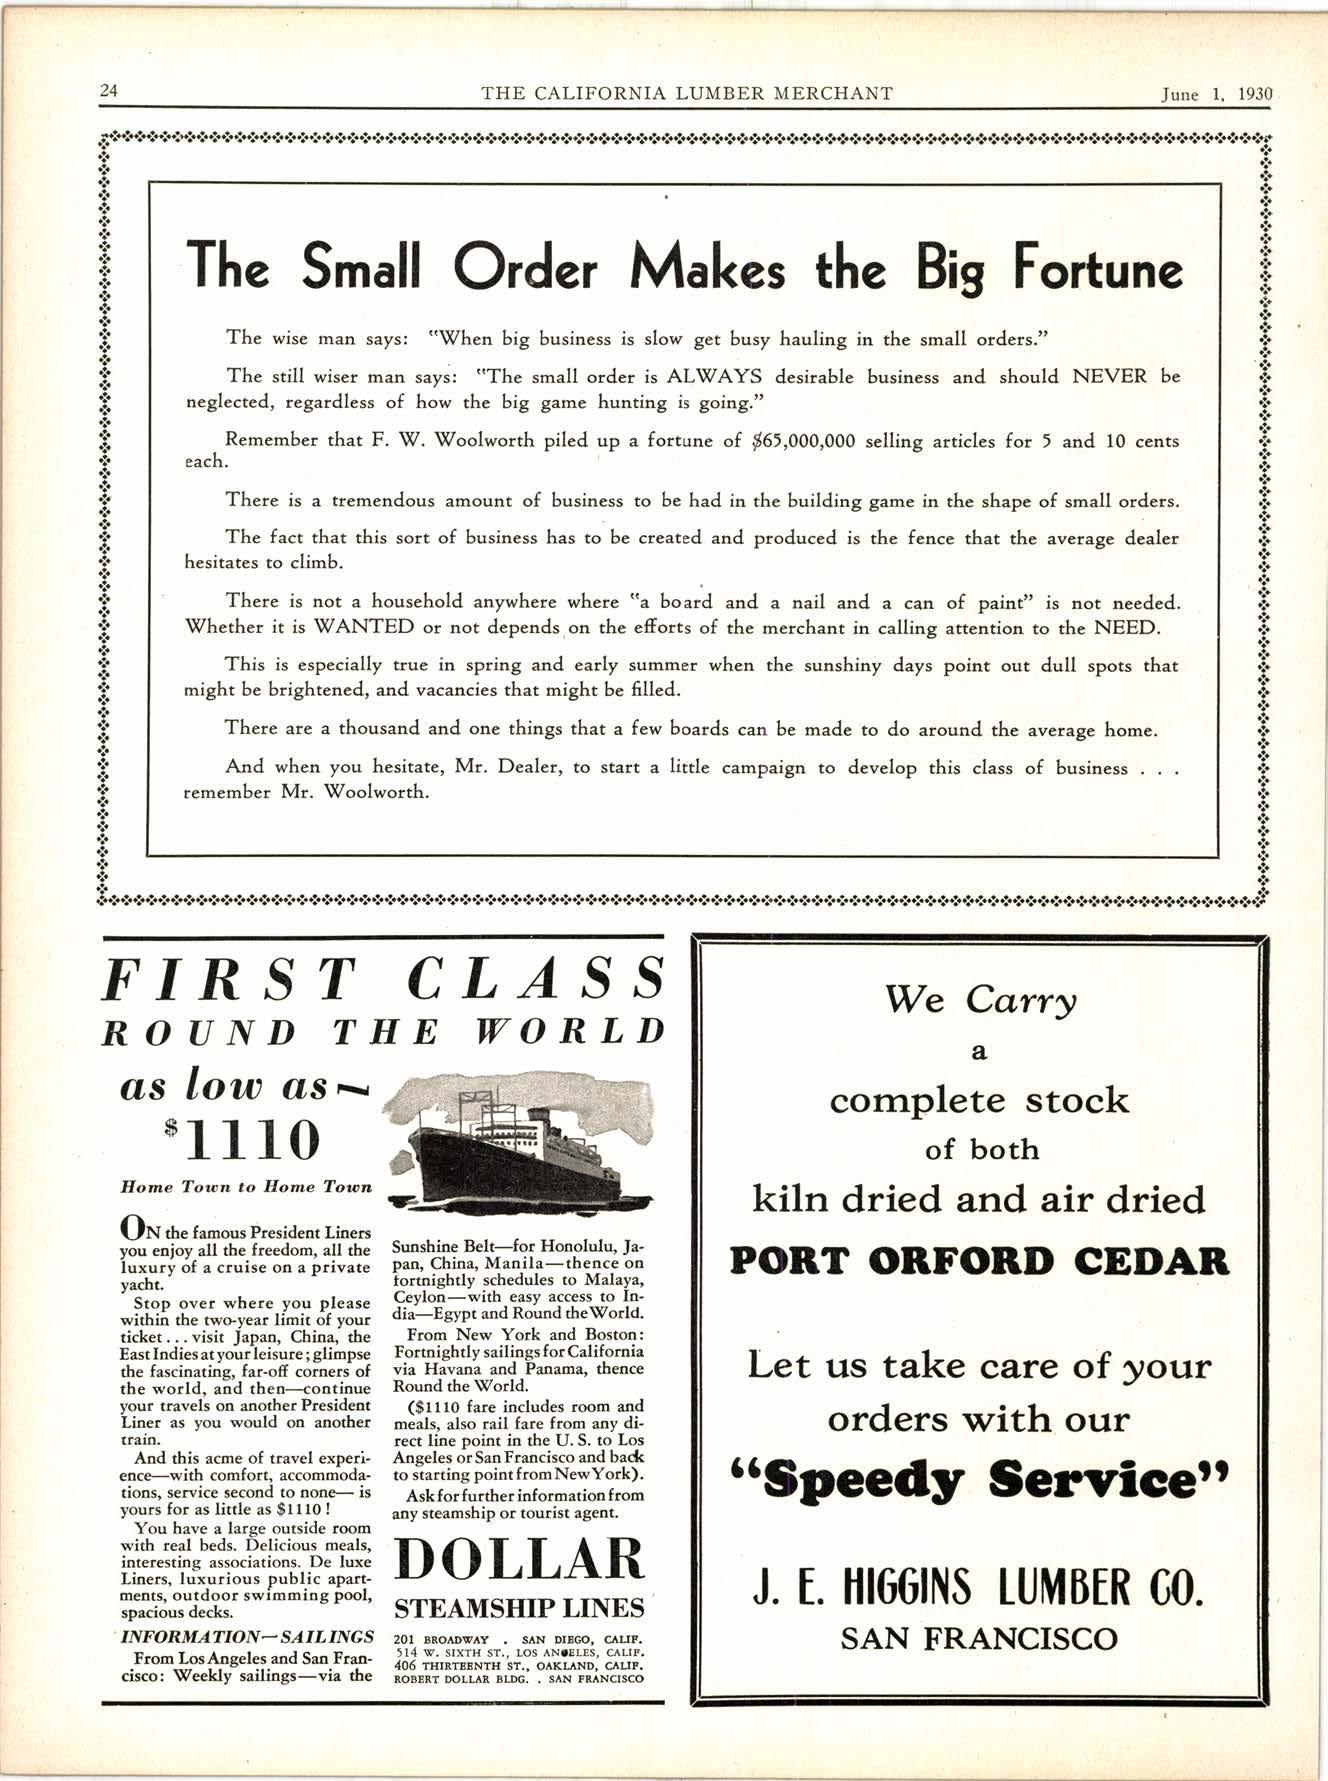 24
THE CALIFORNIA LUMBER MERCHANT
June 1, 1930
The Small Order Makes the Big Fortune
The wise man says: "When big business is slow get busy hauling in the small orders."
The still wiser man says: "The small order is ALWAYS desirable business and should NEVER be
neglected, regardless of how the big game hunting is going."
Remember that F. W. Woolworth piled up a fortune of $65,000,000 selling articles for 5 and 10 cents
each.
There is a tremendous amount of business to be had in the building game in the shape of small orders.
The fact that this sort of business has to be created and produced is the fence that the average dealer
hesitates to climb.
There is not a household anywhere where "a board and a nail and a can of paint" is not needed.
Whether it is WANTED or not depends on the efforts of the merchant in calling attention to the NEED.
This is especially true in spring and early summer when the sunshiny days point out dull spots that
might be brightened, and vacancies that might be filled.
There are a thousand and one things that a few boards can be made to do around the average home.
And when you hesitate, Mr. Dealer, to start a little campaign to develop this class of business . . .
remember Mr. Woolworth.
FIRST CLASS
ROUND THE WORLD
as low as—
$1110
Home Town to Home Town
ON the famous President Liners
you enjoy all the freedom, all the
luxury of a cruise on a private
yacht.
Stop over where you please
within the two-year limit of your
ticket... visit Japan, China, the
East Indies at your leisure; glimpse
the fascinating, far-off corners of
the world, and then—continue
your travels on another President
Liner as you would on another
train.
And this acme of travel experi-
ence—with comfort, accommoda-
tions, service second to none— is
yours for as little as $1110!
You have a large outside room
with real beds. Delicious meals,
interesting associations. De luxe
Liners, luxurious public apart-
ments, outdoor swimming pool,
spacious decks.
INFORMATION—SAILINGS
From Los Angeles and San Fran-
cisco: Weekly sailings—via the
Sunshine Belt—for Honolulu, Ja-
pan, China, Manila—thence on
fortnightly schedules to Malaya,
Ceylon—with easy access to In-
dia—Egypt and Round the World.
From New York and Boston:
Fortnightly sailings for California
via Havana and Panama, thence
Round the World.
($1110 fare includes room and
meals, also rail fare from any di-
rect line point in the U. S. to Los
Angeles or San Francisco and back
to starting point from New York).
Ask for further information from
any steamship or tourist agent.
DOLLAR
STEAMSHIP LINES
201 BROADWAY . SAN DIEGO, CALIF.
514 W. SIXTH ST., LOS ANGELES, CALIF.
406 THIRTEENTH ST., OAKLAND, CALIF.
ROBERT DOLLAR BLDG. . SAN FRANCISCO
We Carry
a
complete stock
of both
kiln dried and air dried
PORT ORFORD CEDAR
Let us take care of your
orders with our
"Speedy Service"
J. E. HIGGINS LUMBER CO.
SAN FRANCISCO